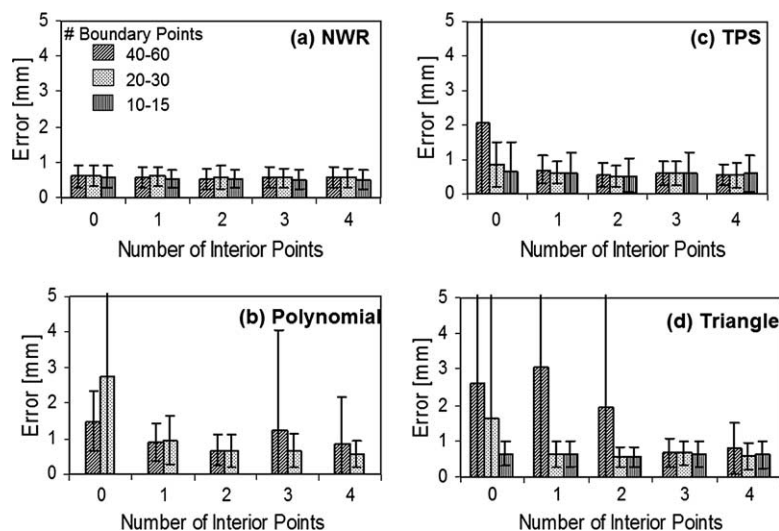 # Boundary Points
40-60
20-30
10-15
(a) NWR
Error [mm]
5
4
3
2
1
0
0 1 2 3 4
Number of Interior Points
(c) TPS
Error [mm]
5
4
3
2
1
0
0 1 2 3 4
Number of Interior Points
(b) Polynomial
Error [mm]
5
4
3
2
1
0
0 1 2 3 4
Number of Interior Points
(d) Triangle
Error [mm]
5
4
3
2
1
0
0 1 2 3 4
Number of Interior Points